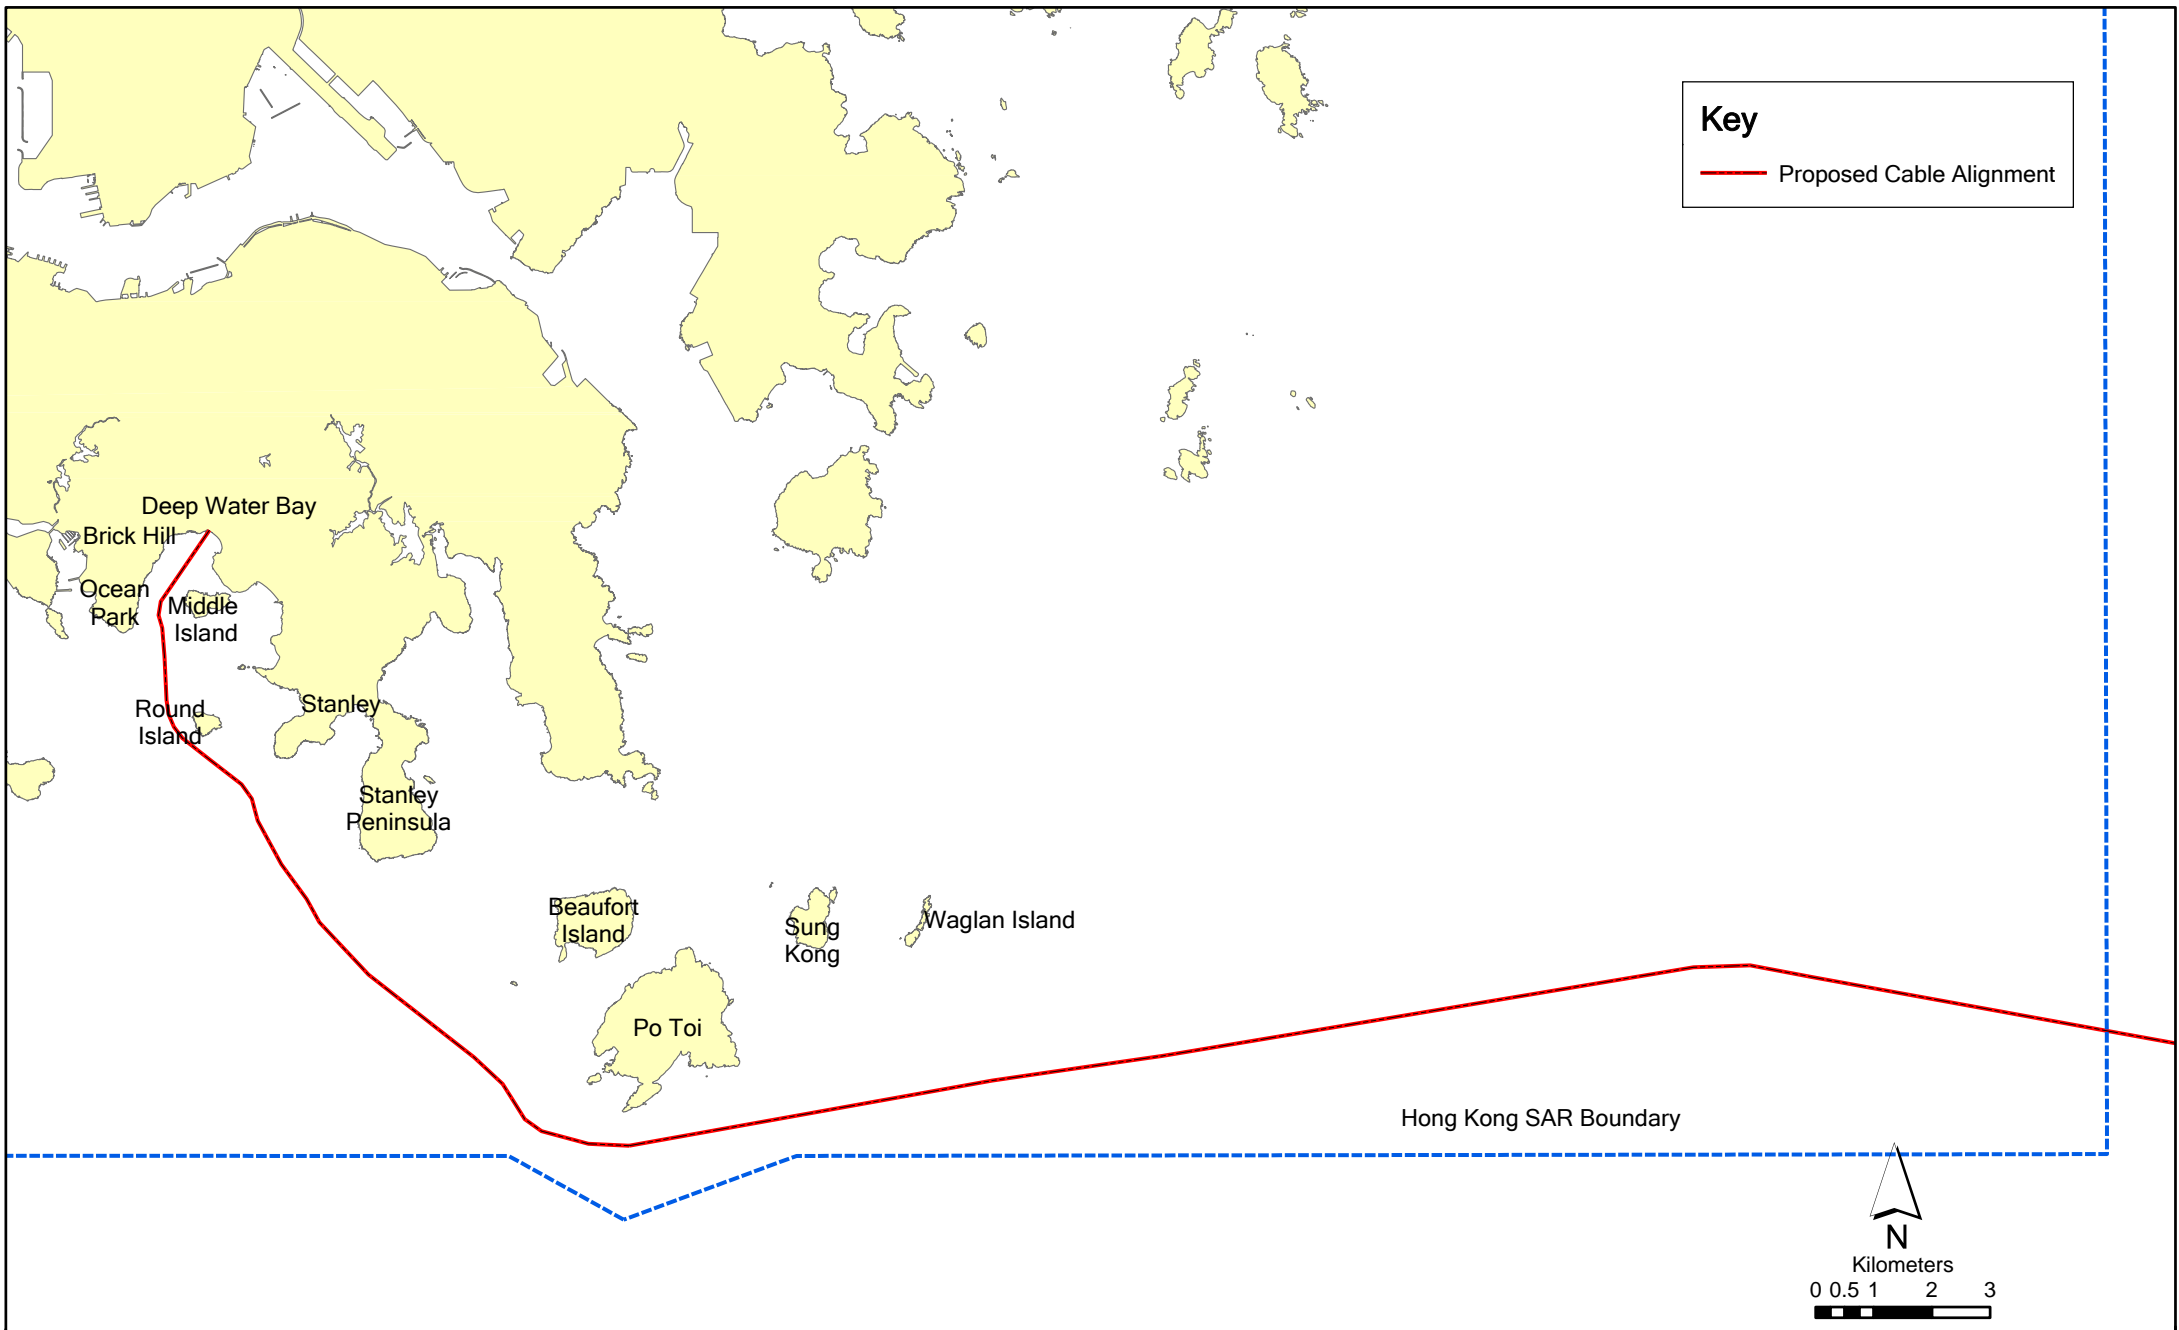 Key
Proposed Cable Alignment
Deep Water Bay
Brick Hill
Ocean
Park
Middle
Island
Round
Island
Stanley
Stanley
Peninsula
Beaufort
Island
Sung
Kong
Waglan Island
Po Toi
Hong Kong SAR Boundary
N
Kilometers
0 0.5 1 2 3